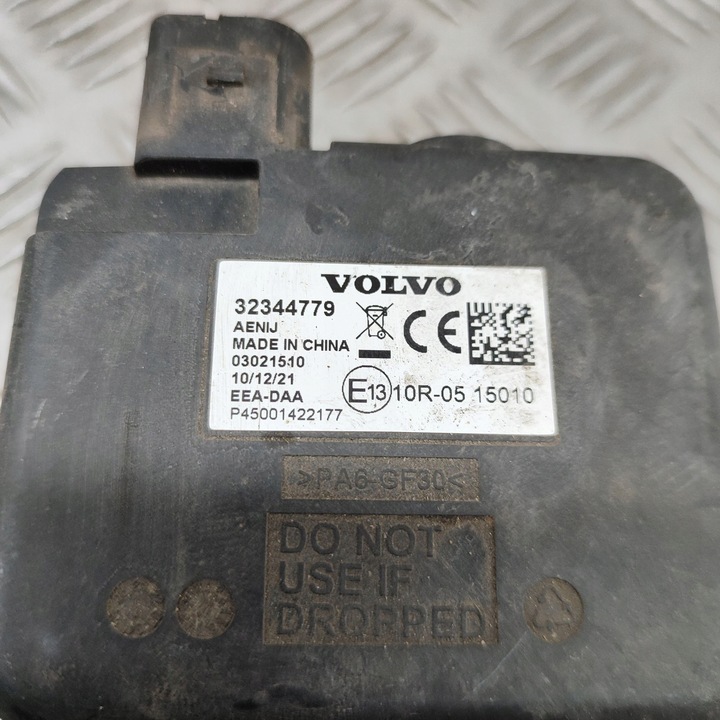 VOLVO
32344779
AENIJ
MADE IN CHINA
03021510
10/12/21
EEA-DAA
P45001422177
CE
E13 10R-05 15010
>PA6-GF30<
DO NOT
USE IF
DROPPED